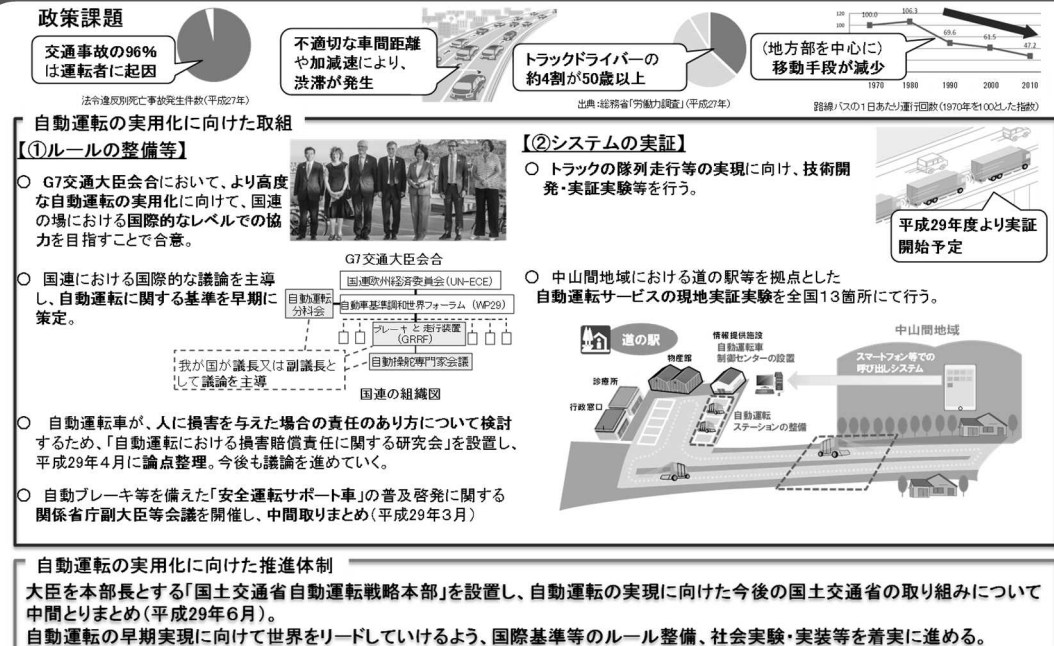 政策課題
交通事故の96%
は運転者に起因
法令違反別死亡事故発生件数(平成27年)
不適切な車間距離
や加減速により、
渋滞が発生
トラックドライバーの
約4割が50歳以上
出典:総務省「労働力調査」(平成27年)
(地方部を中心に)
移動手段が減少
120
100.0
106.3
69.6
61.5
47.2
1970 1980 1990 2000 2010
路線バスの1日あたり運行回数(1970年を100とした指数)
自動運転の実用化に向けた取組
【①ルールの整備等】
○ G7交通大臣会合において、より高度
な自動運転の実用化に向けて、国連
の場における国際的なレベルでの協
力を目指すことで合意。
G7交通大臣会合
○ 国連における国際的な議論を主導
し、自動運転に関する基準を早期に
策定。
国連欧州経済委員会(UN-ECE)
自動運転
分科会
自動車基準調和世界フォーラム (WP29)
ブレーキと走行装置
(GRRF)
自動操舵専門家会議
我が国が議長又は副議長と
して議論を主導
国連の組織図
○ 自動運転車が、人に損害を与えた場合の責任のあり方について検討
するため、「自動運転における損害賠償責任に関する研究会」を設置し、
平成29年4月に論点整理。今後も議論を進めていく。
○ 自動ブレーキ等を備えた「安全運転サポート車」の普及啓発に関する
関係省庁副大臣等会議を開催し、中間取りまとめ(平成29年3月)
【②システムの実証】
○ トラックの隊列走行等の実現に向け、技術開
発・実証実験等を行う。
平成29年度より実証
開始予定
○ 中山間地域における道の駅等を拠点とした
自動運転サービスの現地実証実験を全国13箇所にて行う。
道の駅
情報提供施設
自動運転車
制御センターの設置
物産館
診療所
行政窓口
自動運転
ステーションの整備
中山間地域
スマートフォン等での
呼び出しシステム
自動運転の実用化に向けた推進体制
大臣を本部長とする「国土交通省自動運転戦略本部」を設置し、自動運転の実現に向けた今後の国土交通省の取り組みについて
中間とりまとめ(平成29年6月)。
自動運転の早期実現に向けて世界をリードしていけるよう、国際基準等のルール整備、社会実験・実装等を着実に進める。